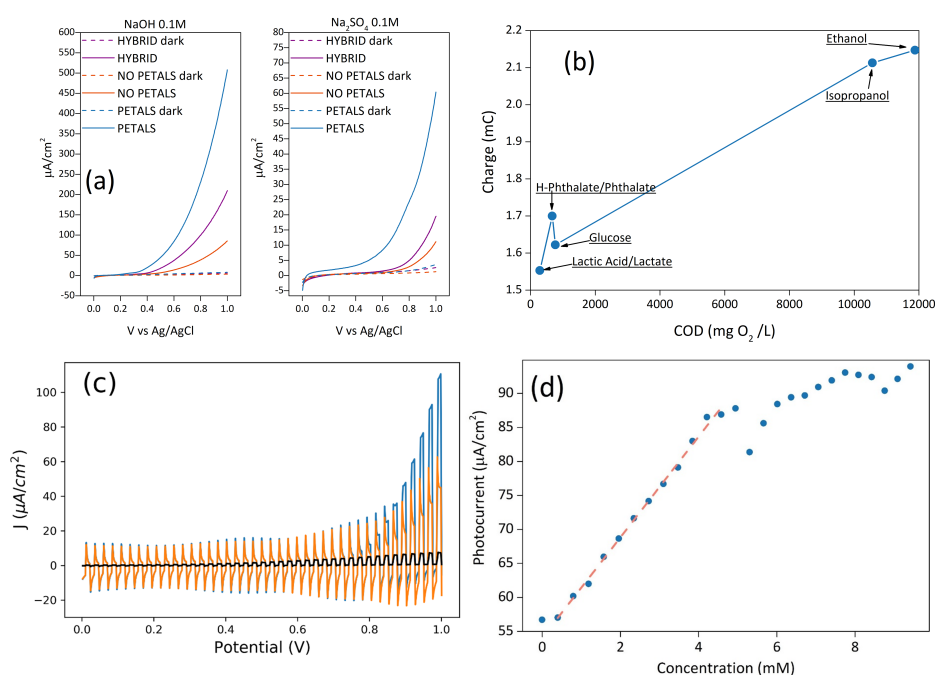 NaOH 0.1M
600
550
500
450
400
350
300
250
200
150
100
50
0
-50
HYBRID dark
HYBRID
NO PETALS dark
NO PETALS
PETALS dark
PETALS
μA/cm²
(a)
0.0 0.2 0.4 0.6 0.8 1.0
V vs Ag/AgCl
Na₂SO₄ 0.1M
80
75
70
65
60
55
50
45
40
35
30
25
20
15
10
5
0
-5
HYBRID dark
HYBRID
NO PETALS dark
NO PETALS
PETALS dark
PETALS
μA/cm²
0.0 0.2 0.4 0.6 0.8 1.0
V vs Ag/AgCl
(b)
2.2
2.1
2.0
1.9
1.8
1.7
1.6
1.5
Charge (mC)
Ethanol
Isopropanol
H-Phthalate/Phthalate
Glucose
Lactic Acid/Lactate
0 2000 4000 6000 8000 10000 12000
COD (mg O₂ /L)
(c)
100
80
60
40
20
0
−20
J (μA/cm²)
0.0 0.2 0.4 0.6 0.8 1.0
Potential (V)
(d)
90
85
80
75
70
65
60
55
Photocurrent (μA/cm²)
0 2 4 6 8
Concentration (mM)